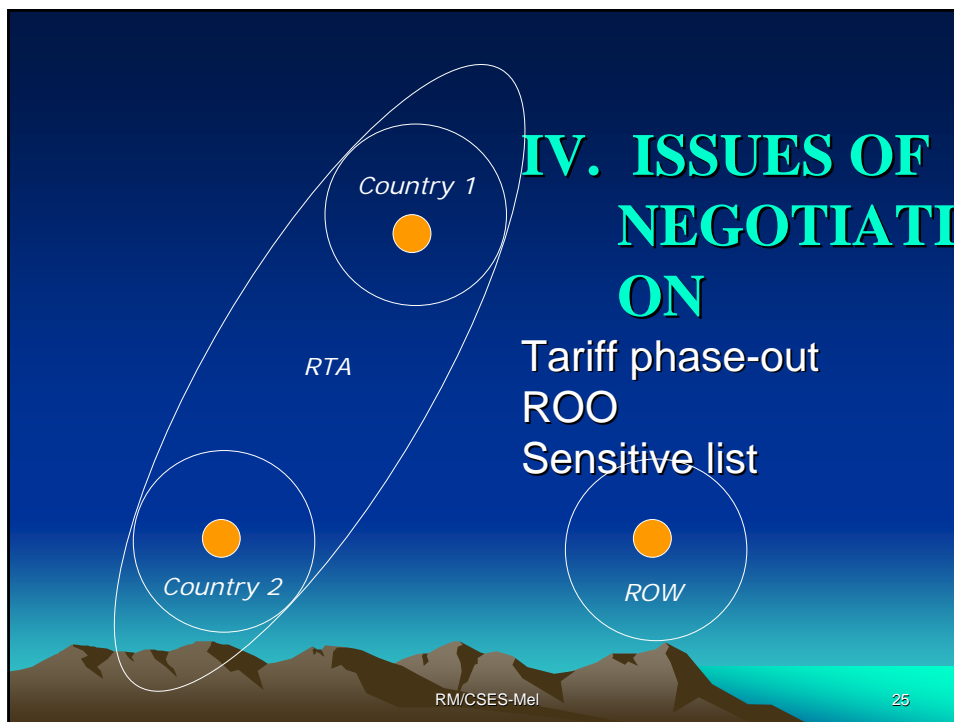 IV. ISSUES OF
NEGOTIATI
ON
Country 1
RTA
Tariff phase-out
ROO
Sensitive list
Country 2
ROW
RM/CSES-Mel
25